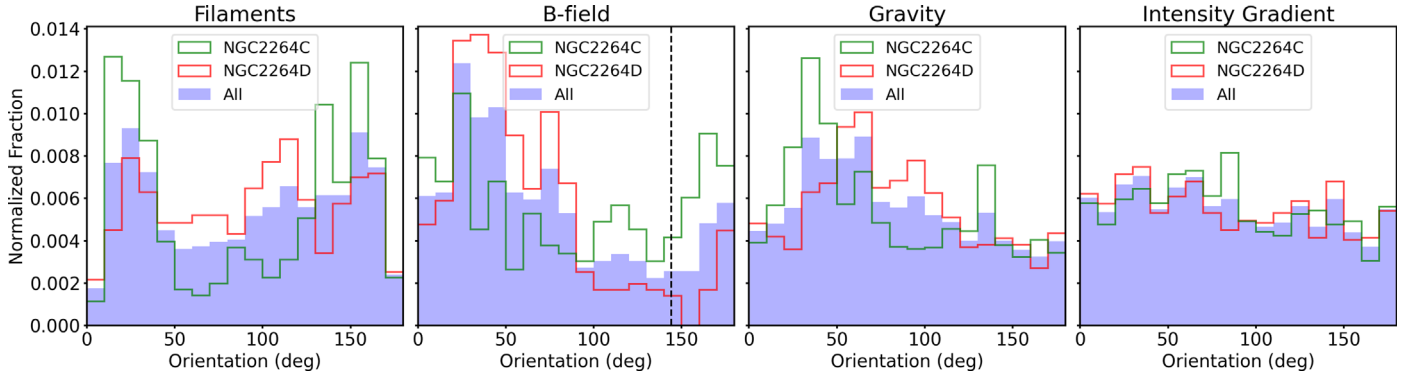 Filaments
B-field
Gravity
Intensity Gradient
Normalized Fraction
0.014
0.012
0.010
0.008
0.006
0.004
0.002
0.000
NGC2264C
NGC2264D
All
NGC2264C
NGC2264D
All
NGC2264C
NGC2264D
All
NGC2264C
NGC2264D
All
0 50 100 150
0 50 100 150
0 50 100 150
0 50 100 150
Orientation (deg)
Orientation (deg)
Orientation (deg)
Orientation (deg)